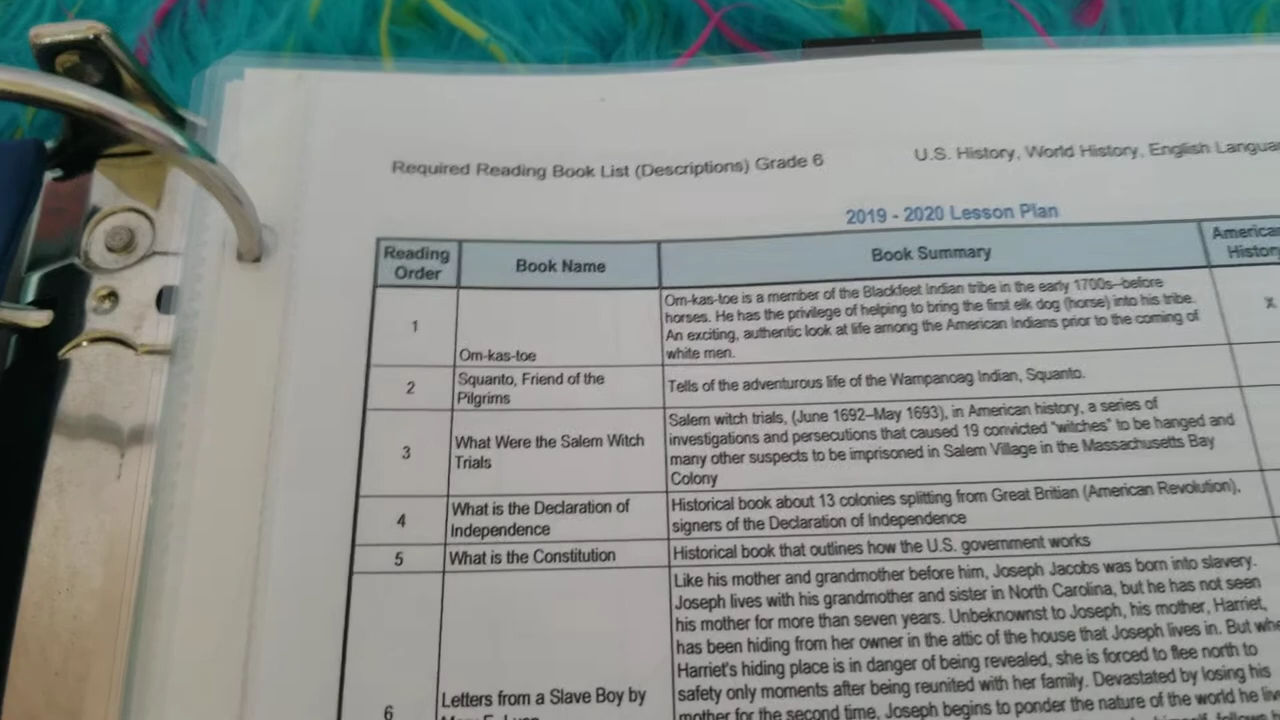 Required Reading Book List (Descriptions) Grade 6
U.S. History, World History, English
2019 - 2020 Lesson Plan
Reading
Order
Book Name
Book Summary
History
1
Om-kas-toe
Om-kas-toe is a member of the Blackfeet Indian tribe in the early 1700s--before
horses. He has the privilege of helping to bring the first elk dog (horse) into his tribe.
An exciting, authentic look at life among the American Indians prior to the coming of
white men.
x
2
Squanto, Friend of the
Pilgrims
Tells of the adventurous life of the Wampanoag Indian, Squanto.
3
What Were the Salem Witch
Trials
Salem witch trials, (June 1692–May 1693), in American history, a series of
investigations and persecutions that caused 19 convicted "witches" to be hanged and
many other suspects to be imprisoned in Salem Village in the Massachusetts Bay
Colony
4
What is the Declaration of
Independence
Historical book about 13 colonies splitting from Great Britian (American Revolution),
signers of the Declaration of Independence
5
What is the Constitution
Historical book that outlines how the U.S. government works
6
Letters from a Slave Boy by
Like his mother and grandmother before him, Joseph Jacobs was born into slavery.
Joseph lives with his grandmother and sister in North Carolina, but he has not seen
his mother for more than seven years. Unbeknownst to Joseph, his mother, Harriet,
has been hiding from her owner in the attic of the house that Joseph lives in. But
Harriet's hiding place is in danger of being revealed, she is forced to flee north to
safety only moments after being reunited with her family. Devastated by losing his
mother for the second time, Joseph begins to ponder the nature of the world he